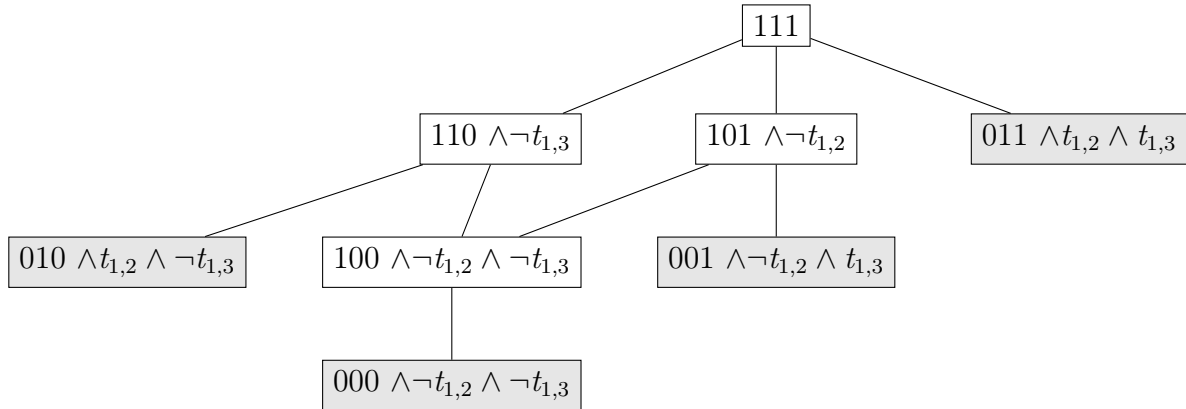 111
110 ∧¬t₁,₃
101 ∧¬t₁,₂
011 ∧t₁,₂ ∧ t₁,₃
010 ∧t₁,₂ ∧ ¬t₁,₃
100 ∧¬t₁,₂ ∧ ¬t₁,₃
001 ∧¬t₁,₂ ∧ t₁,₃
000 ∧¬t₁,₂ ∧ ¬t₁,₃